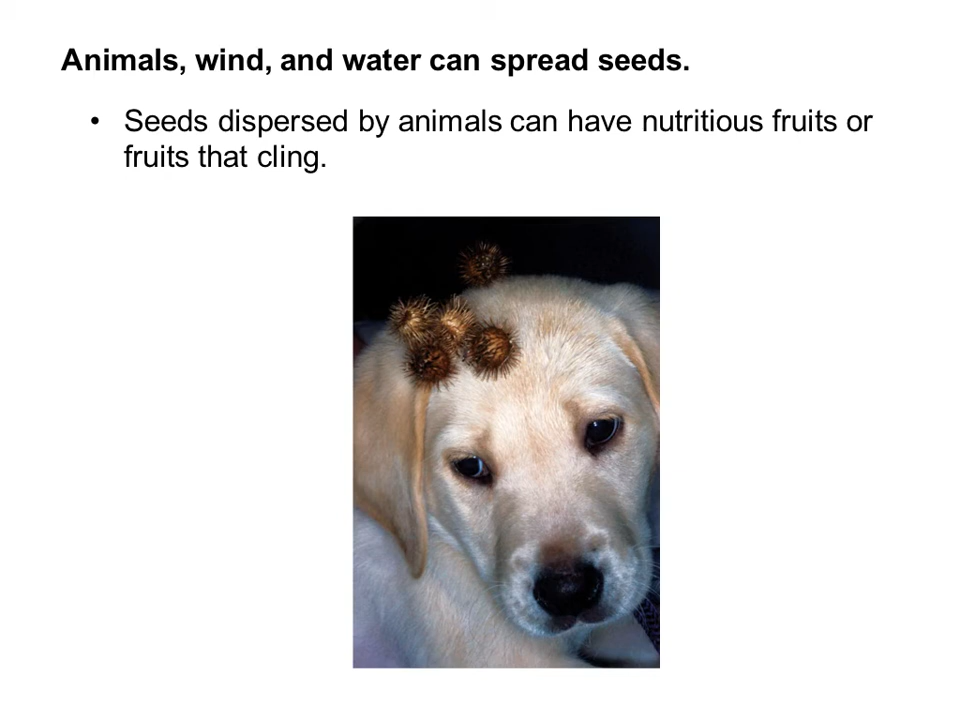 Animals, wind, and water can spread seeds.
• Seeds dispersed by animals can have nutritious fruits or
fruits that cling.